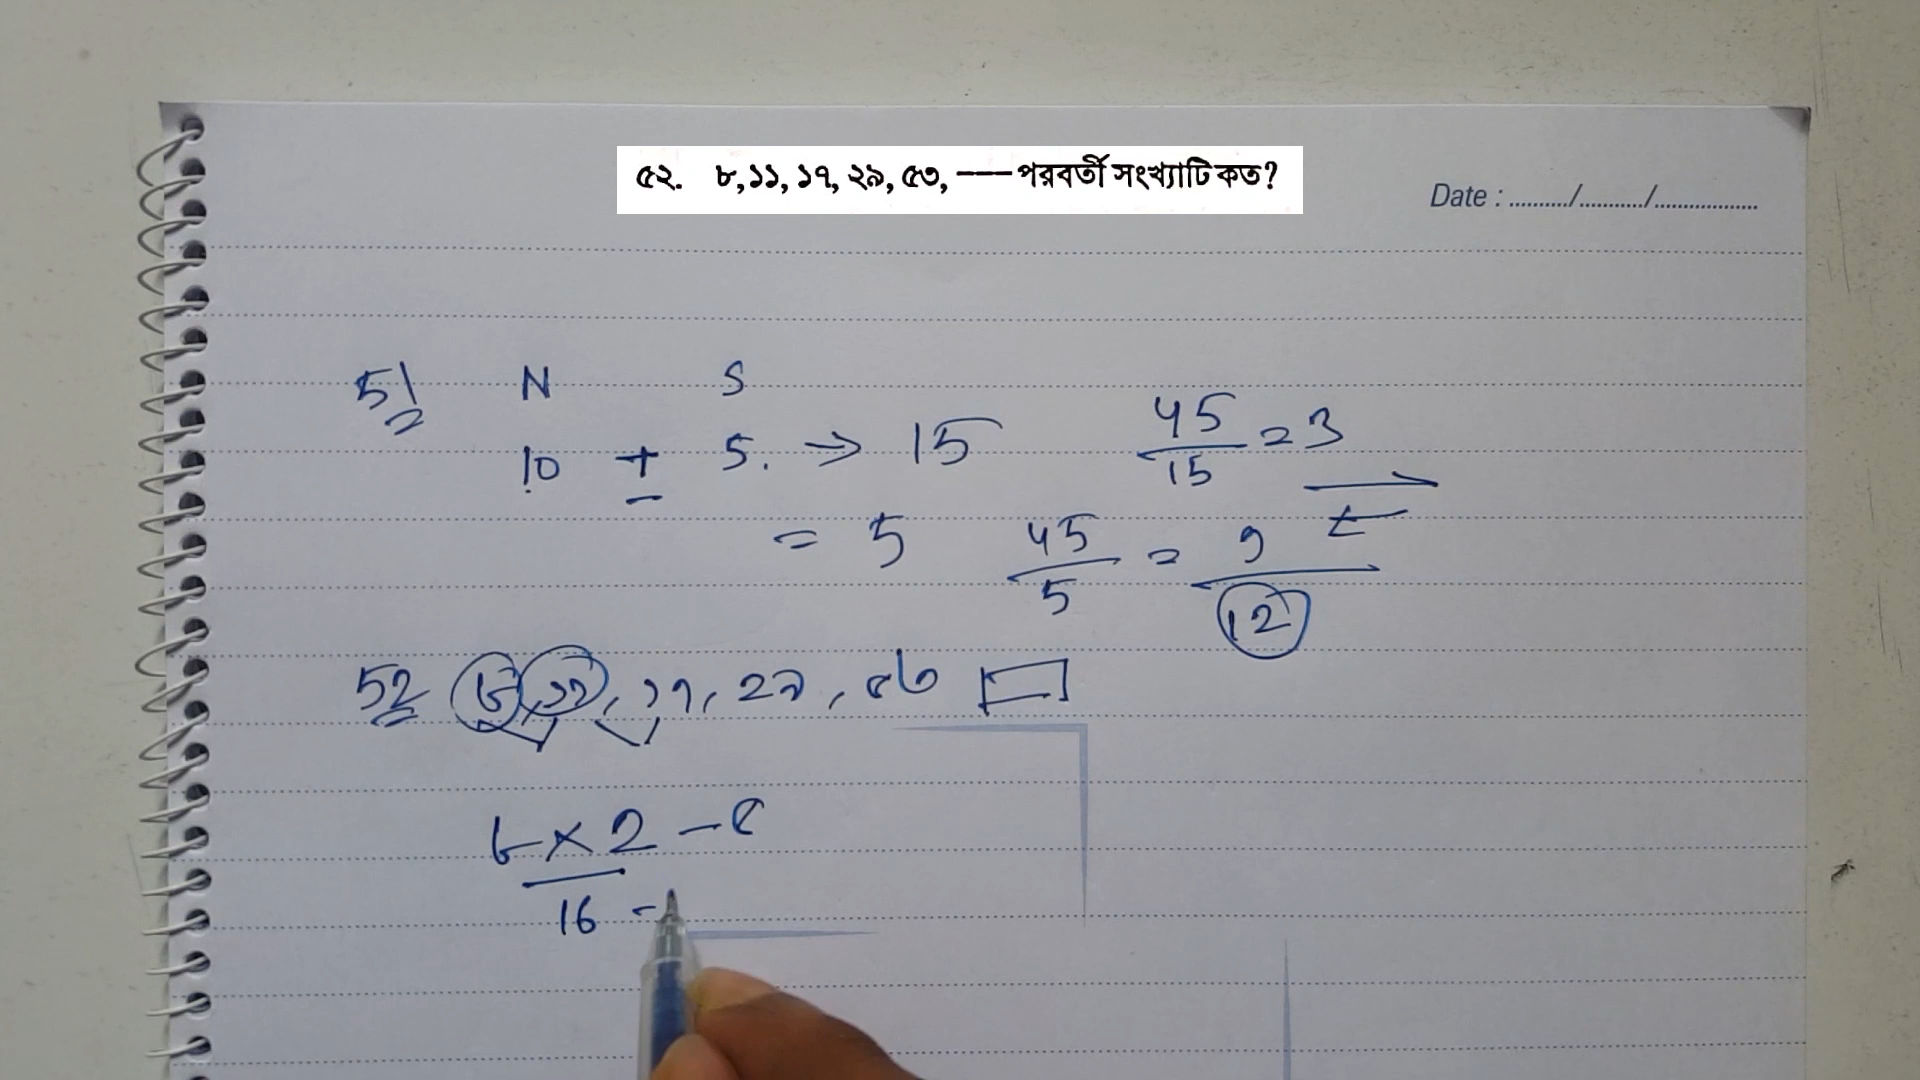 ৫২. ৮, ১১, ১৭, ২৯, ৫৩, —— পরবর্তী সংখ্যাটি কত?
Date : ........../.........../..................
51 N S
10 + 5. → 15 45/15 = 3
= 5 45/5 = 9
12
52 ৮, ১১, ১৭, ২৯, ৫৩
৮ × 2 – ৫
16 –